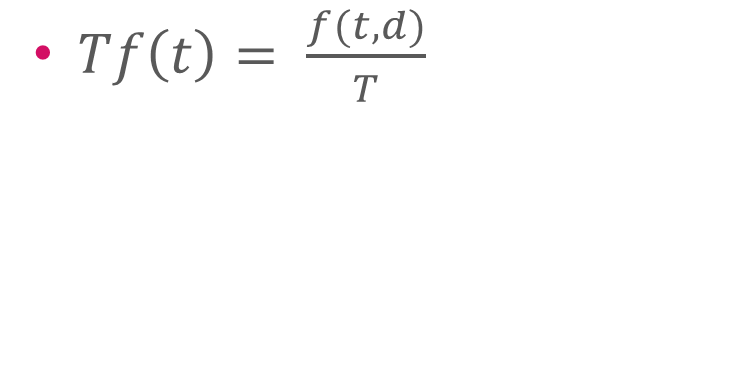 • Tf(t) = f(t,d) / T